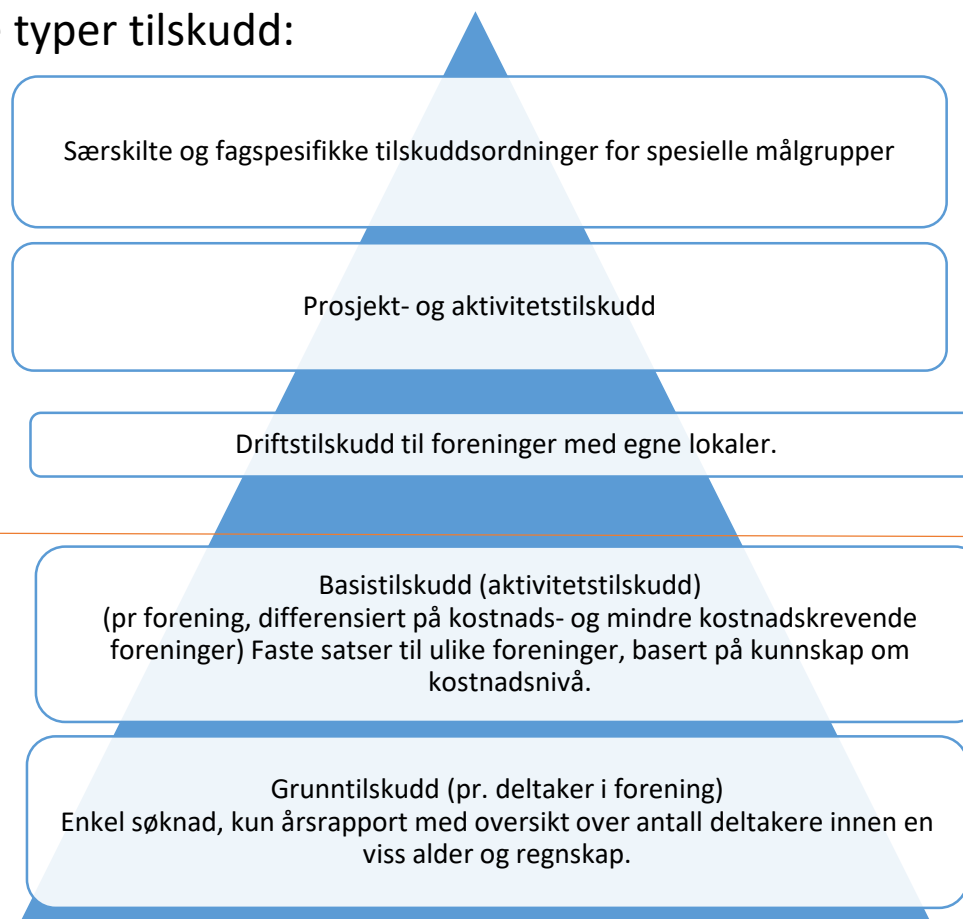 typer tilskudd:
Særskilte og fagspesifikke tilskuddsordninger for spesielle målgrupper
Prosjekt- og aktivitetstilskudd
Driftstilskudd til foreninger med egne lokaler.
Basistilskudd (aktivitetstilskudd)
(pr forening, differensiert på kostnads- og mindre kostnadskrevende
foreninger) Faste satser til ulike foreninger, basert på kunnskap om
kostnadsnivå.
Grunntilskudd (pr. deltaker i forening)
Enkel søknad, kun årsrapport med oversikt over antall deltakere innen en
viss alder og regnskap.